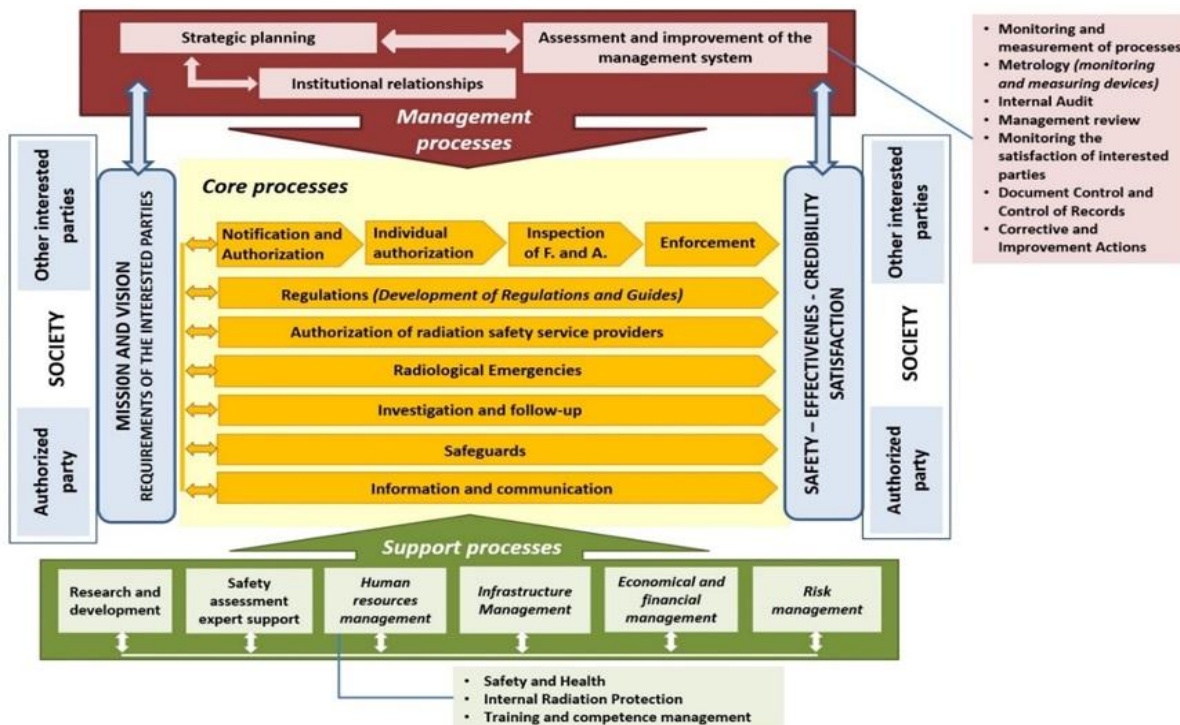 Strategic planning
Assessment and improvement of the
management system
Institutional relationships
Management
processes
• Monitoring and
measurement of processes
• Metrology (monitoring
and measuring devices)
• Internal Audit
• Management review
• Monitoring the
satisfaction of interested
parties
• Document Control and
Control of Records
• Corrective and
Improvement Actions
Other interested
parties
SOCIETY
Authorized
party
MISSION AND VISION
REQUIREMENTS OF THE INTERESTED PARTIES
Core processes
Notification and
Authorization
Individual
authorization
Inspection
of F. and A.
Enforcement
Regulations (Development of Regulations and Guides)
Authorization of radiation safety service providers
Radiological Emergencies
Investigation and follow-up
Safeguards
Information and communication
SAFETY – EFFECTIVENES - CREDIBILITY
SATISFACTION
Other interested
parties
SOCIETY
Authorized
party
Support processes
Research and
development
Safety
assessment
expert support
Human
resources
management
Infrastructure
Management
Economical and
financial
management
Risk
management
• Safety and Health
• Internal Radiation Protection
• Training and competence management